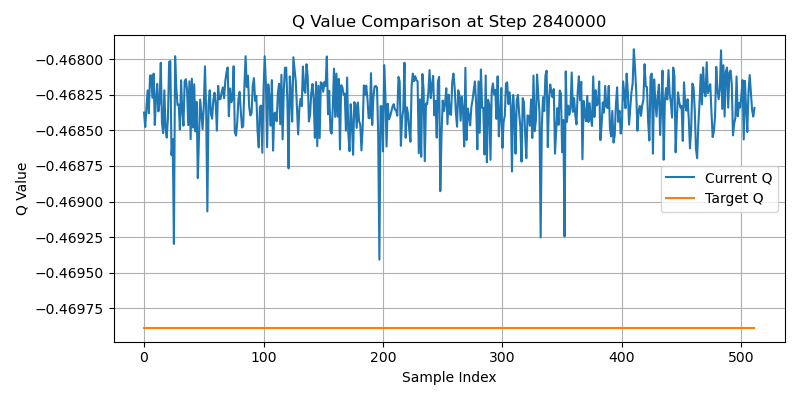 Q Value Comparison at Step 2840000
Q Value
−0.46800
−0.46825
−0.46850
−0.46875
−0.46900
−0.46925
−0.46950
−0.46975
Current Q
Target Q
0
100
200
300
400
500
Sample Index